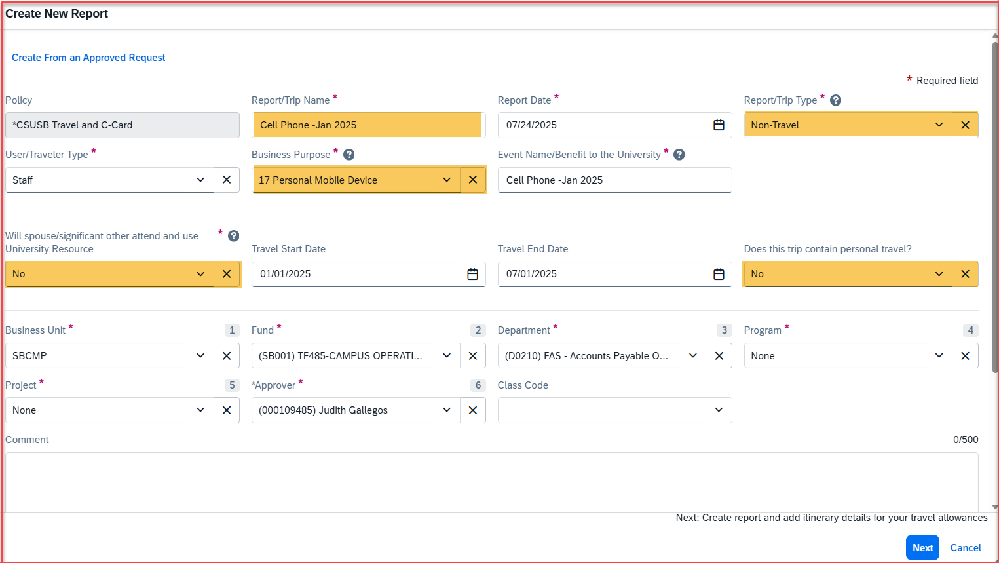 Create New Report
Create From an Approved Request
* Required field
Policy
Report/Trip Name *
Report Date *
Report/Trip Type * ?
*CSUSB Travel and C-Card
Cell Phone -Jan 2025
07/24/2025
Non-Travel
User/Traveler Type *
Business Purpose * ?
Event Name/Benefit to the University * ?
Staff
17 Personal Mobile Device
Cell Phone -Jan 2025
Will spouse/significant other attend and use * ?
University Resource
Travel Start Date
Travel End Date
Does this trip contain personal travel?
No
01/01/2025
07/01/2025
No
Business Unit * 1
Fund * 2
Department * 3
Program * 4
SBCMP
(SB001) TF485-CAMPUS OPERATI...
(D0210) FAS - Accounts Payable O...
None
Project * 5
*Approver * 6
Class Code
None
(000109485) Judith Gallegos
Comment
0/500
Next: Create report and add itinerary details for your travel allowances
Next
Cancel